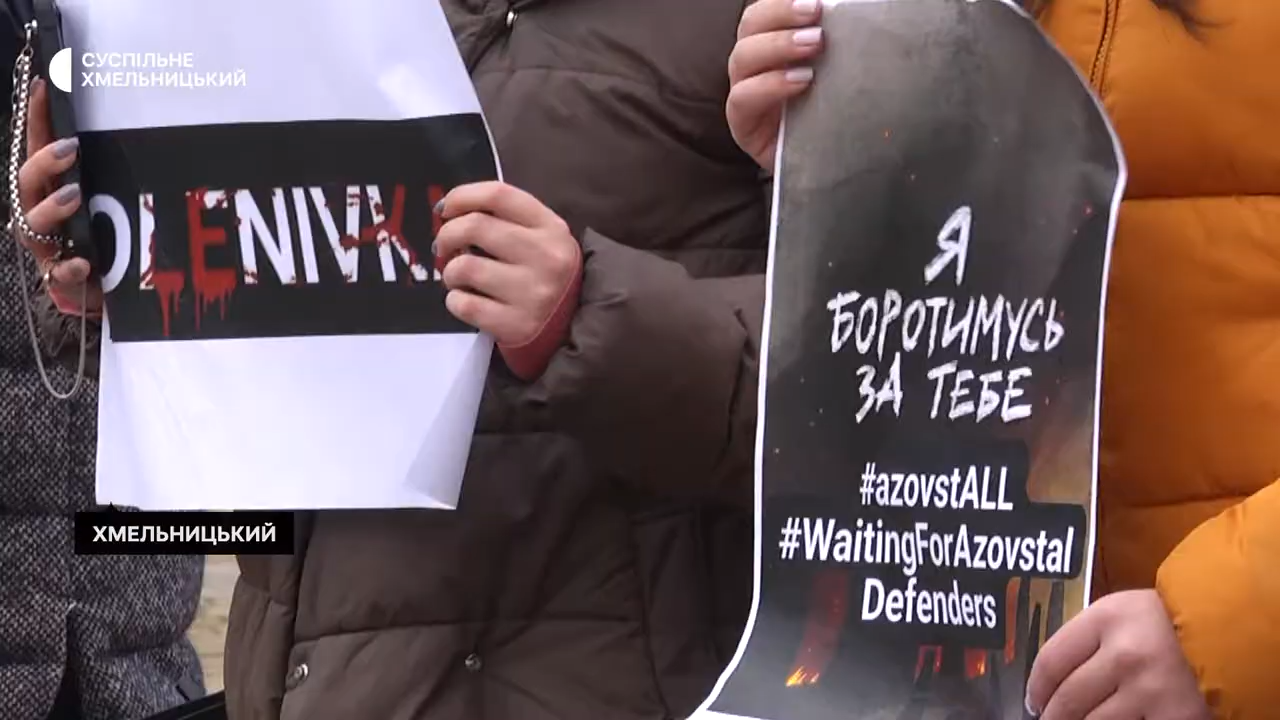 СУСПІЛЬНЕ
ХМЕЛЬНИЦЬКИЙ
OLENIVK
Я
БОРОТИМУСЬ
ЗА ТЕБЕ
#azovstALL
#WaitingForAzovstal
Defenders
ХМЕЛЬНИЦЬКИЙ